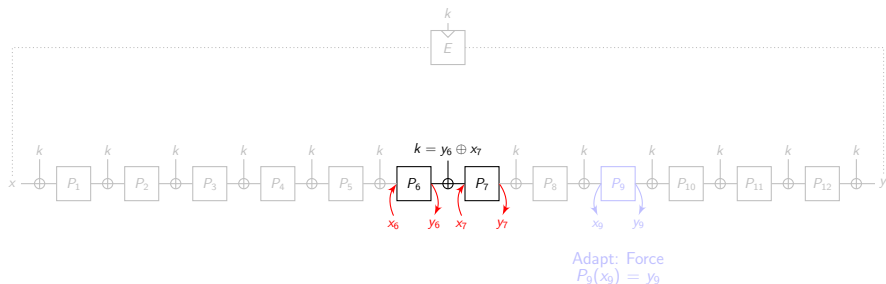 k
E
k k k k k k = y₆ ⊕ x₇ k k k k k k
x P₁ P₂ P₃ P₄ P₅ P₆ P₇ P₈ P₉ P₁₀ P₁₁ P₁₂ y
x₆ y₆ x₇ y₇ x₉ y₉
Adapt: Force
P₉(x₉) = y₉